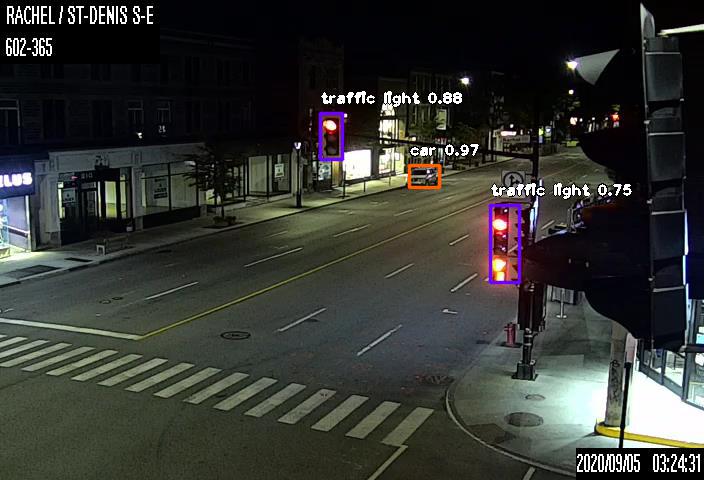 RACHEL / ST-DENIS S-E
602-365
traffic light 0.88
car 0.97
traffic light 0.75
2020/09/05 03:24:31